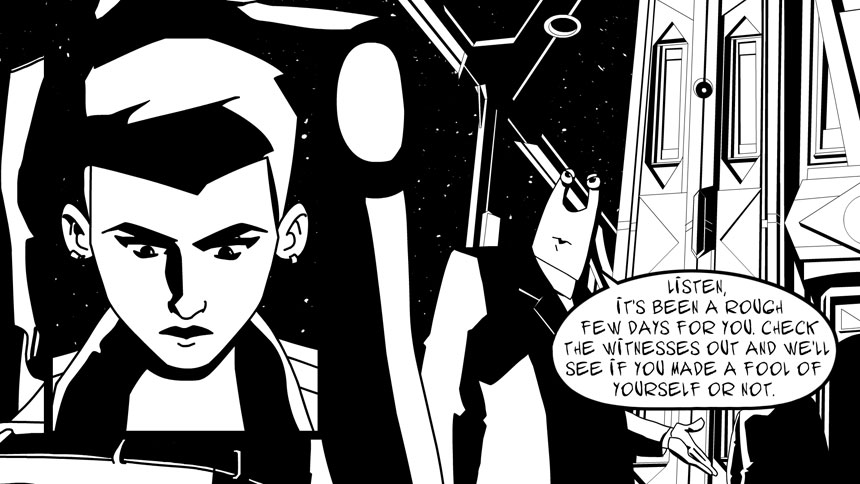 LISTEN,
IT'S BEEN A ROUGH
FEW DAYS FOR YOU. CHECK
THE WITNESSES OUT AND WE'LL
SEE IF YOU MADE A FOOL OF
YOURSELF OR NOT.